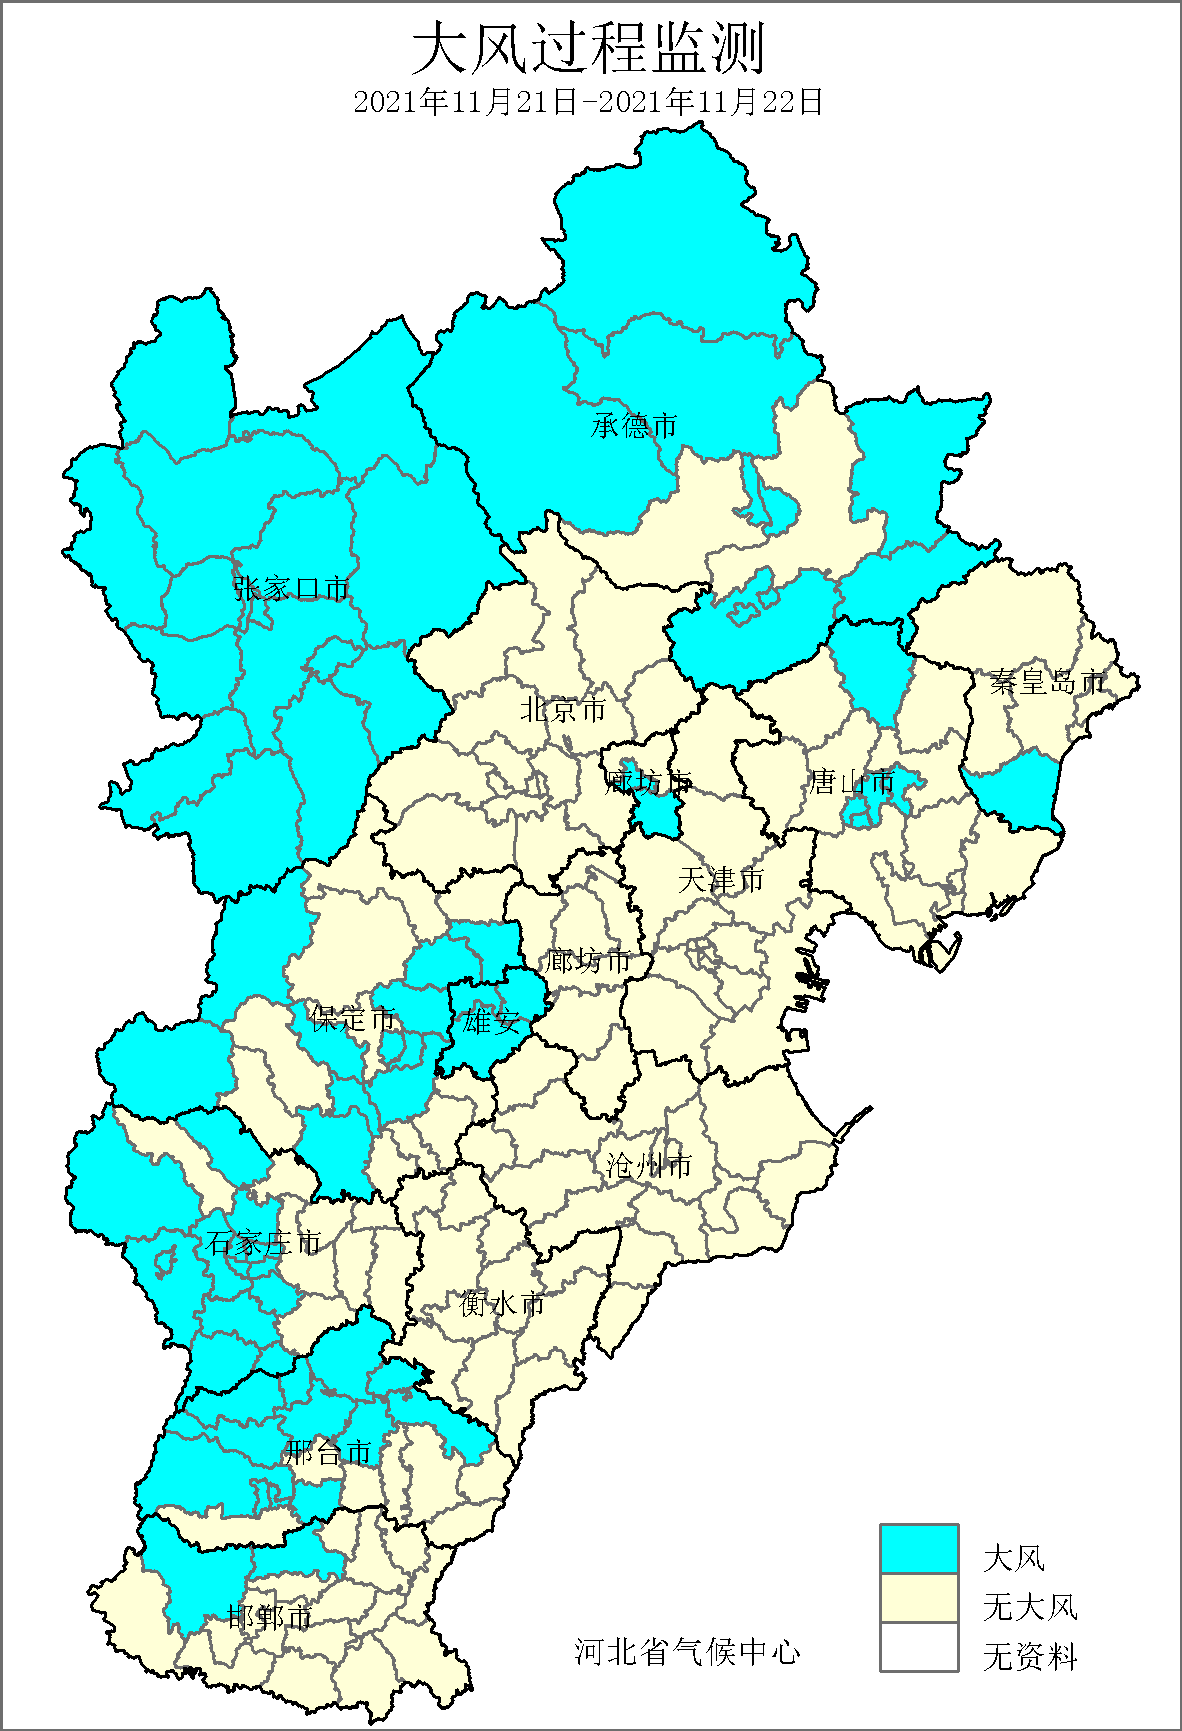 大风过程监测
2021年11月21日-2021年11月22日
承德市
张家口市
秦皇岛市
北京市
廊坊市
唐山市
天津市
廊坊市
保定市
雄安
沧州市
石家庄市
衡水市
邢台市
邯郸市
大风
无大风
无资料
河北省气候中心